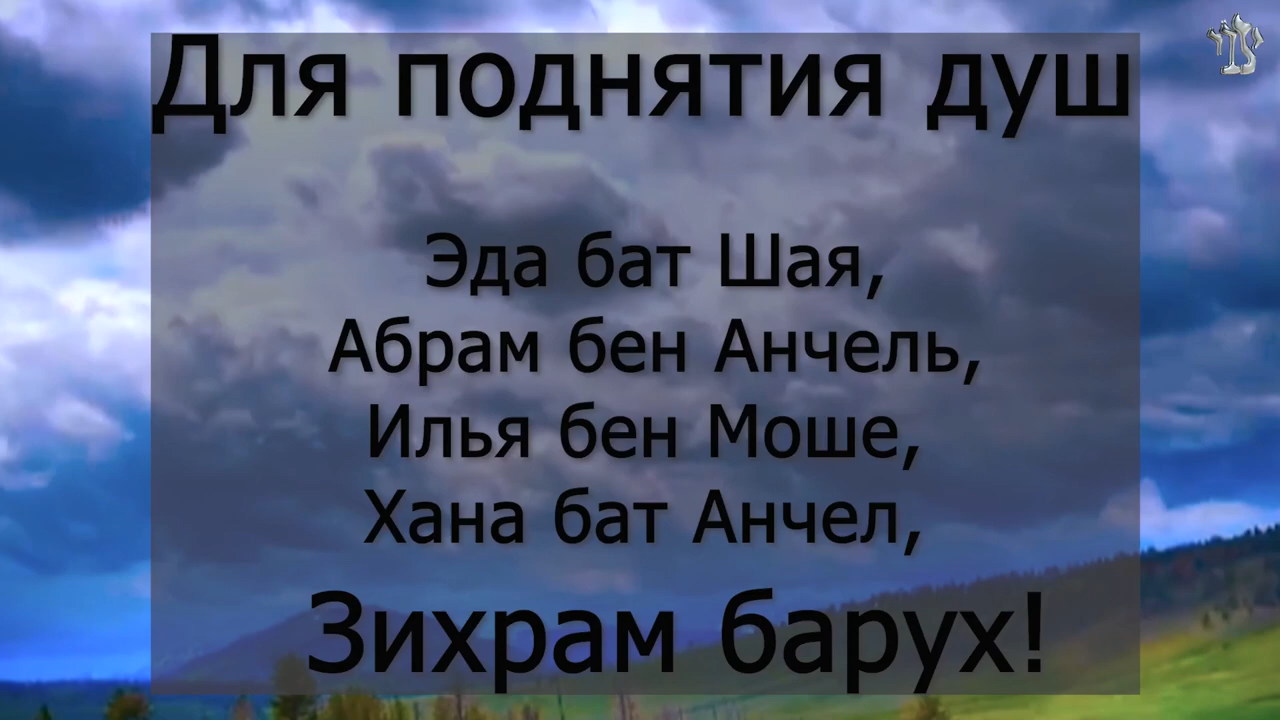 Для поднятия душ
Эда бат Шая,
Абрам бен Анчель,
Илья бен Моше,
Хана бат Анчел,
Зихрам барух!